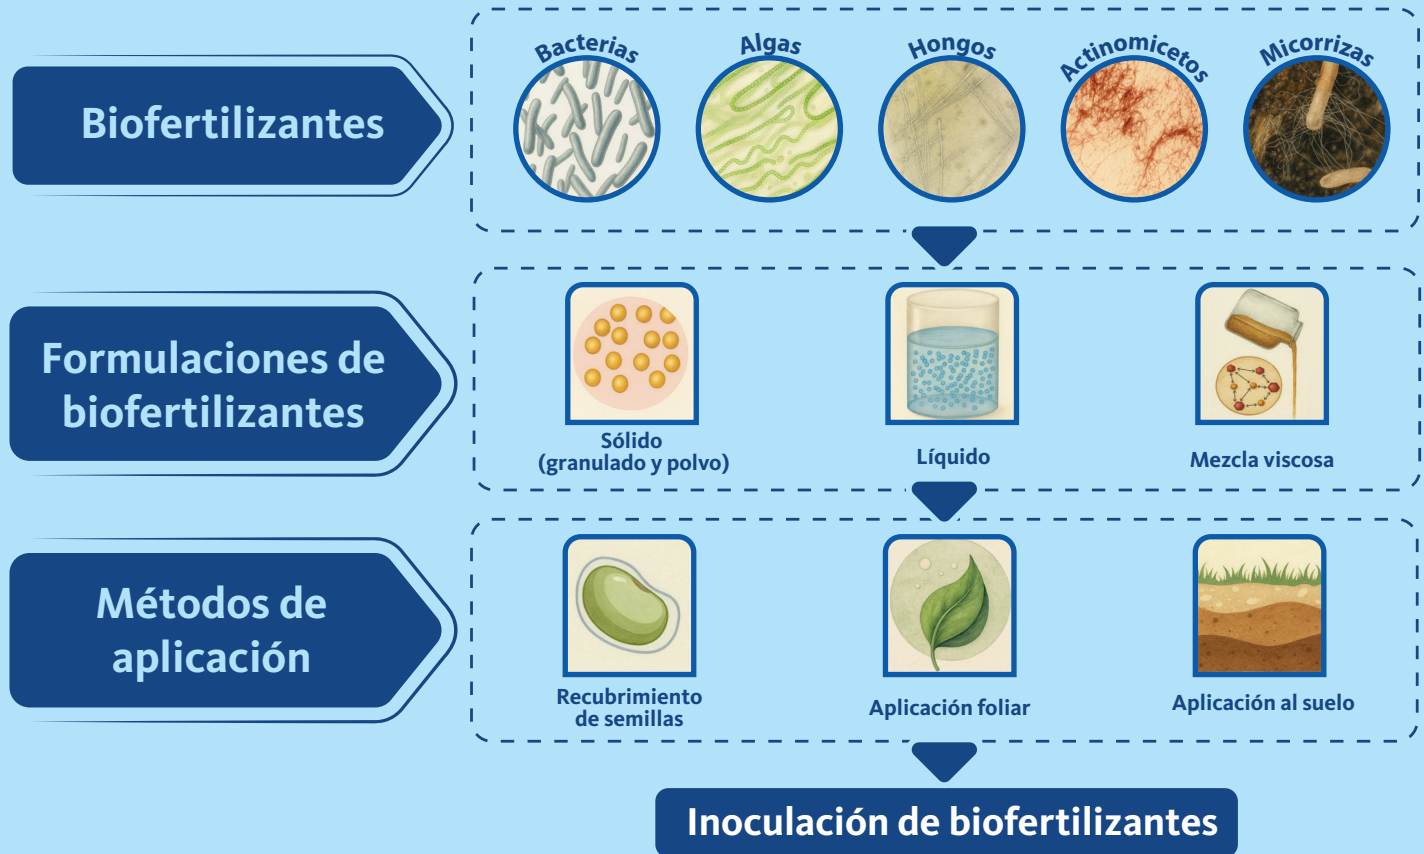 Biofertilizantes
Bacterias
Algas
Hongos
Actinomicetos
Micorrizas
Formulaciones de
biofertilizantes
Sólido
(granulado y polvo)
Líquido
Mezcla viscosa
Métodos de
aplicación
Recubrimiento
de semillas
Aplicación foliar
Aplicación al suelo
Inoculación de biofertilizantes